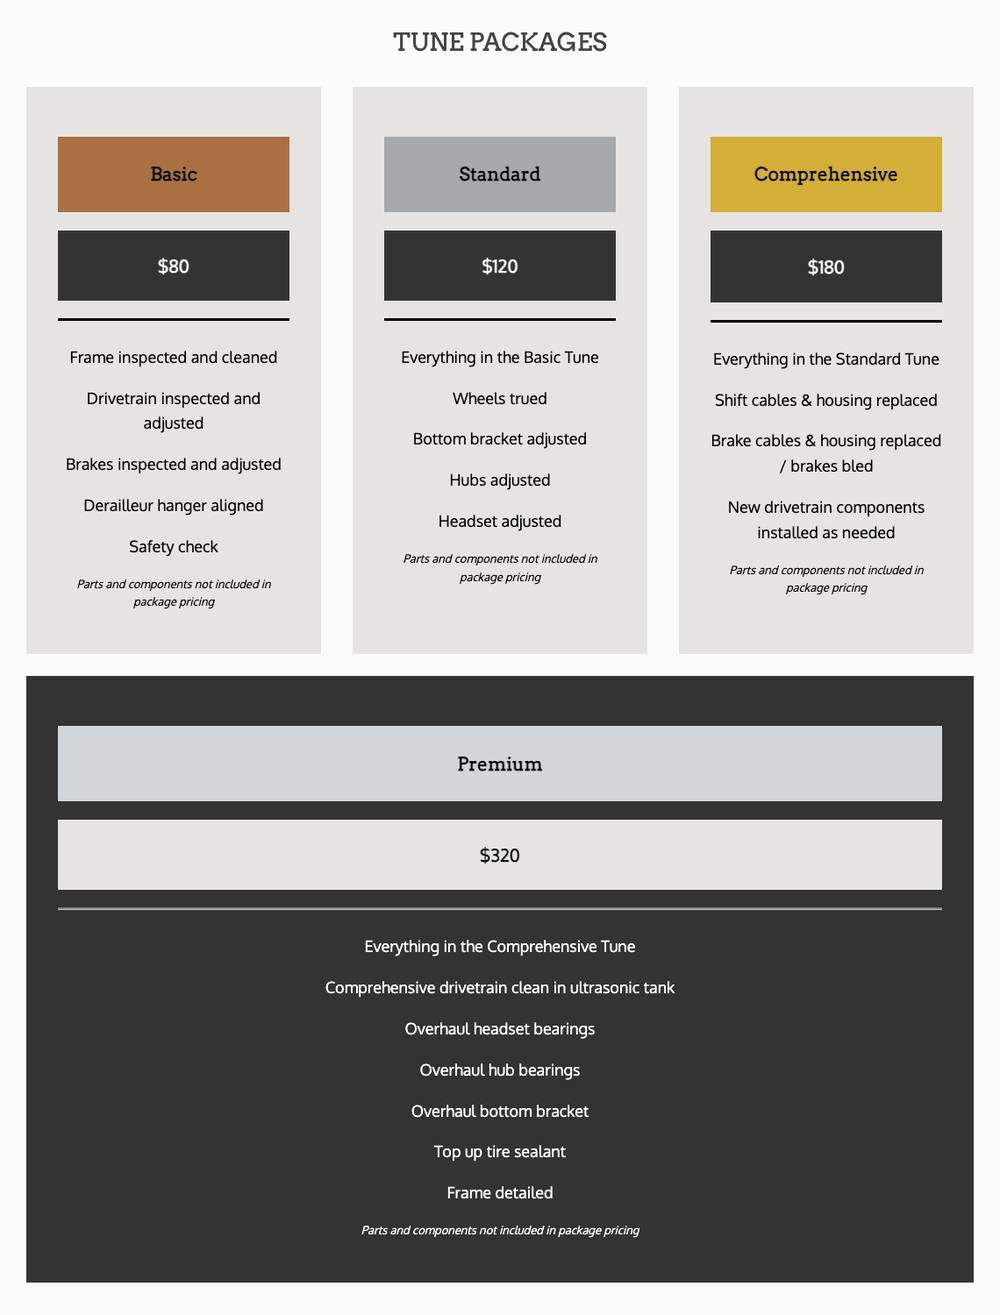 TUNE PACKAGES
Basic
$80
Frame inspected and cleaned
Drivetrain inspected and
adjusted
Brakes inspected and adjusted
Derailleur hanger aligned
Safety check
Parts and components not included in
package pricing
Standard
$120
Everything in the Basic Tune
Wheels trued
Bottom bracket adjusted
Hubs adjusted
Headset adjusted
Parts and components not included in
package pricing
Comprehensive
$180
Everything in the Standard Tune
Shift cables & housing replaced
Brake cables & housing replaced
/ brakes bled
New drivetrain components
installed as needed
Parts and components not included in
package pricing
Premium
$320
Everything in the Comprehensive Tune
Comprehensive drivetrain clean in ultrasonic tank
Overhaul headset bearings
Overhaul hub bearings
Overhaul bottom bracket
Top up tire sealant
Frame detailed
Parts and components not included in package pricing